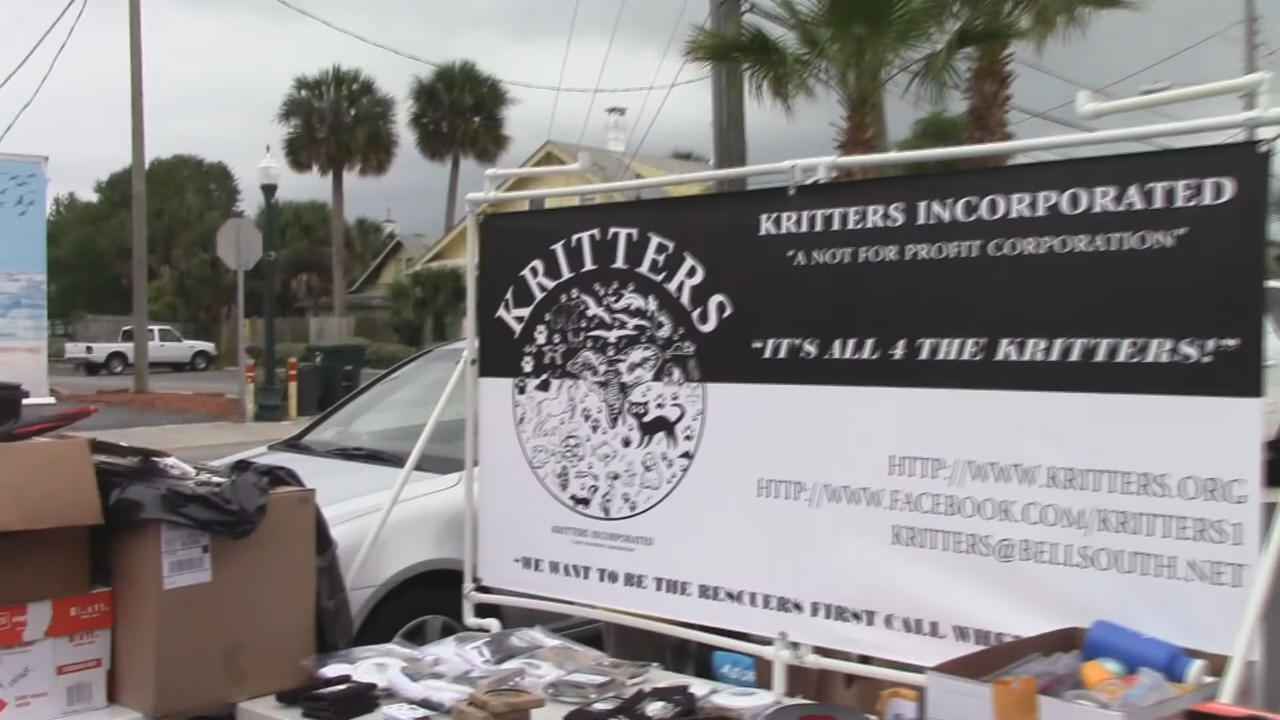 KRITTERS INCORPORATED
"A NOT FOR PROFIT CORPORATION"
KRITTERS
"IT'S ALL 4 THE KRITTERS!"
HTTP://WWW.KRITTERS.ORG
HTTP://WWW.FACEBOOK.COM/KRITTERS1
KRITTERS@BELLSOUTH.NET
KRITTERS INCORPORATED
"WE WANT TO BE THE RESCUERS FIRST CALL